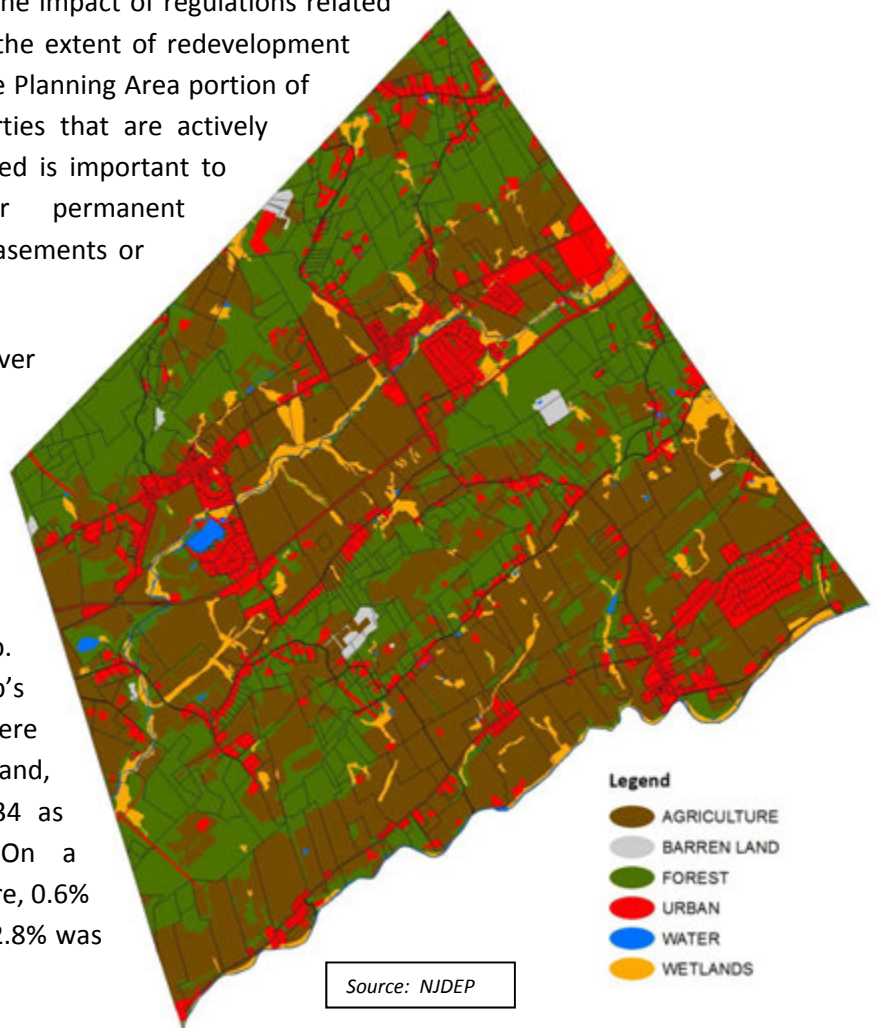 the impact of regulations related
the extent of redevelopment
e Planning Area portion of
rties that are actively
ed is important to
r permanent
asements or
ver
o.
o's
ere
and,
34 as
On a
re, 0.6%
2.8% was
Legend
AGRICULTURE
BARREN LAND
FOREST
URBAN
WATER
WETLANDS
Source: NJDEP